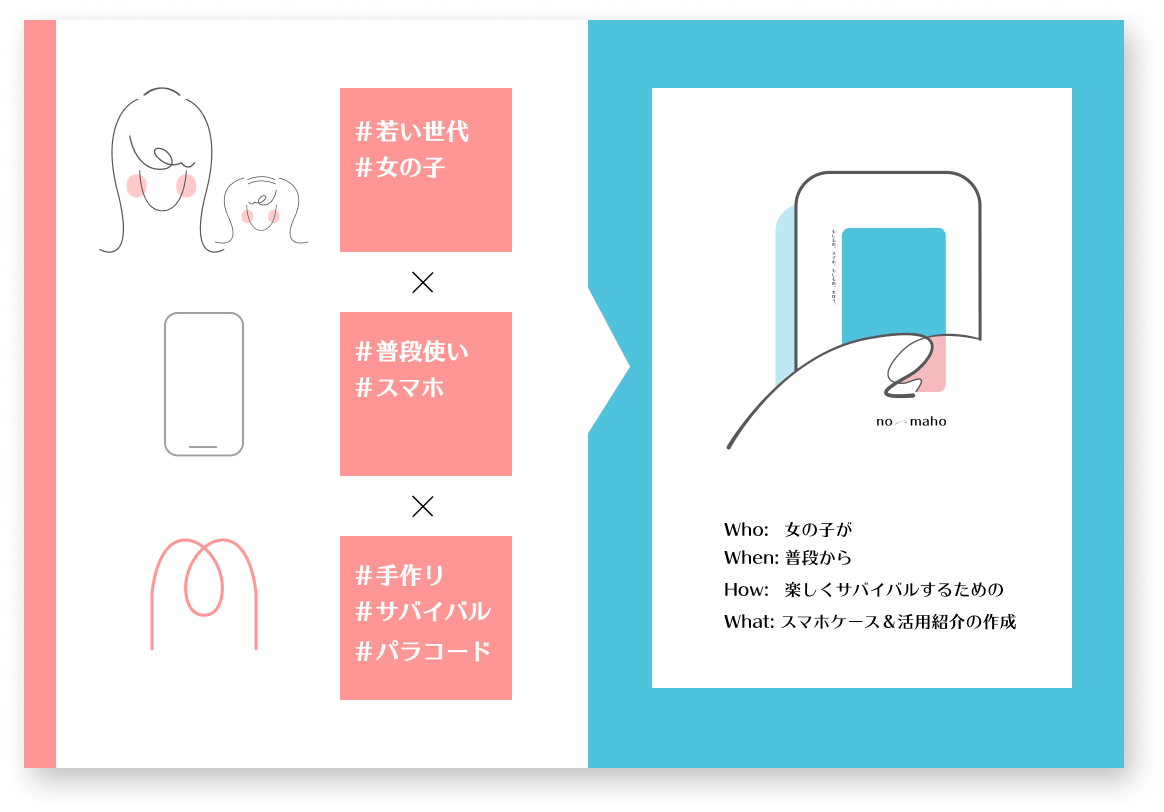 #若い世代
#女の子
×
#普段使い
#スマホ
×
#手作り
#サバイバル
#パラコード
no maho
Who: 女の子が
When: 普段から
How: 楽しくサバイバルするための
What: スマホケース&活用紹介の作成